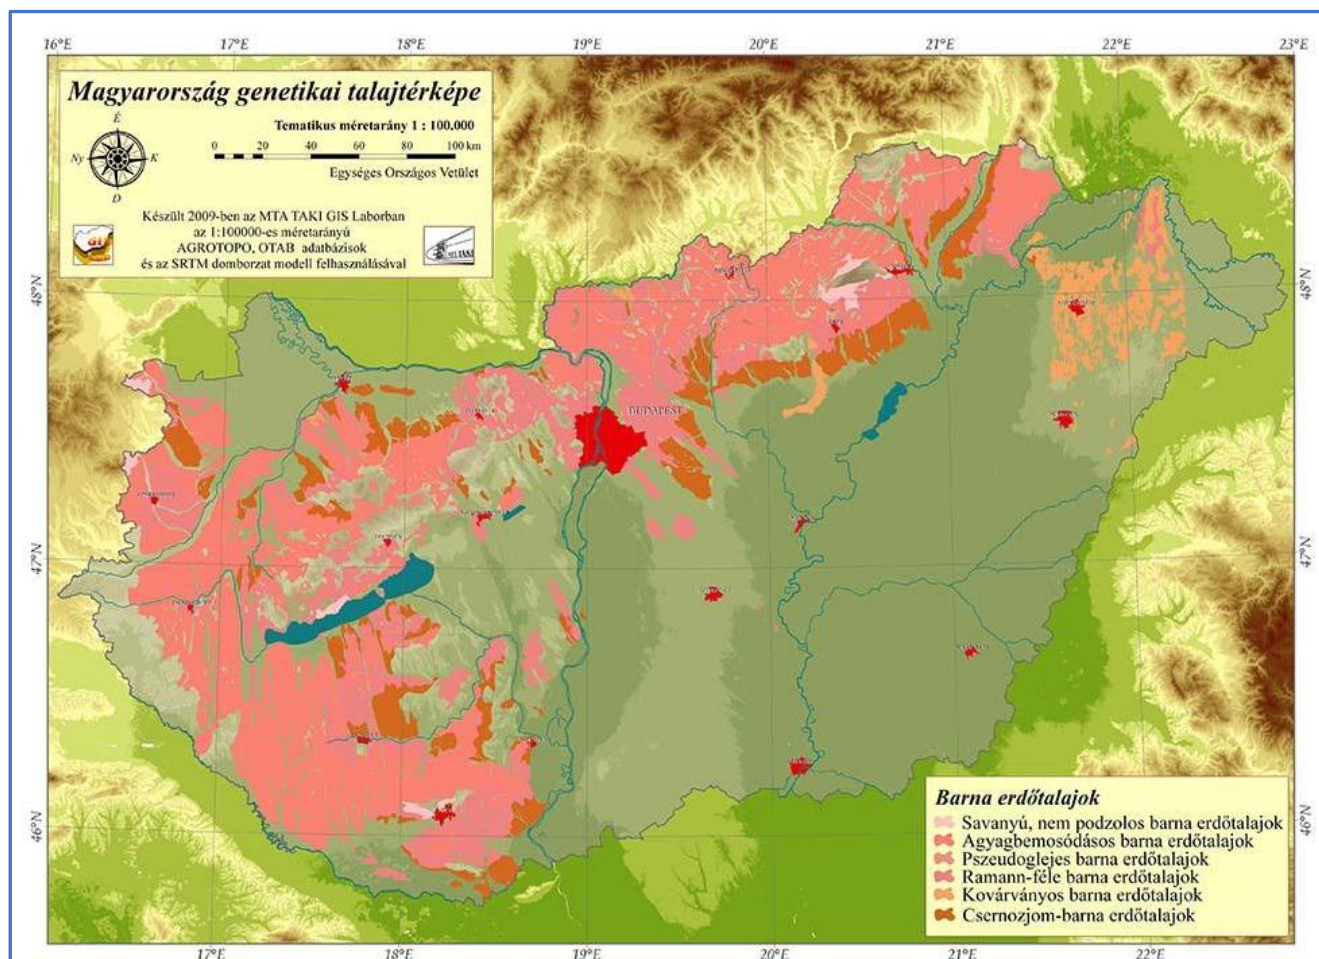 16°E 17°E 18°E 19°E 20°E 21°E 22°E 23°E
Magyarország genetikai talajtérképe
É
Ny K
D
Tematikus méretarány 1 : 100.000
0 20 40 60 80 100 km
Egységes Országos Vetület
Készült 2009-ben az MTA TAKI GIS Laborban
az 1:100000-es méretarányú
AGROTOPO, OTAB adatbázisok
és az SRTM domborzat modell felhasználásával
GI
48°N 48°N
BUDAPEST
47°N 47°N
46°N 46°N
Barna erdőtalajok
Savanyú, nem podzolos barna erdőtalajok
Agyagbemosódásos barna erdőtalajok
Pszeudoglejes barna erdőtalajok
Ramann-féle barna erdőtalajok
Kovárványos barna erdőtalajok
Csernozjom-barna erdőtalajok
17°E 18°E 19°E 20°E 21°E 22°E